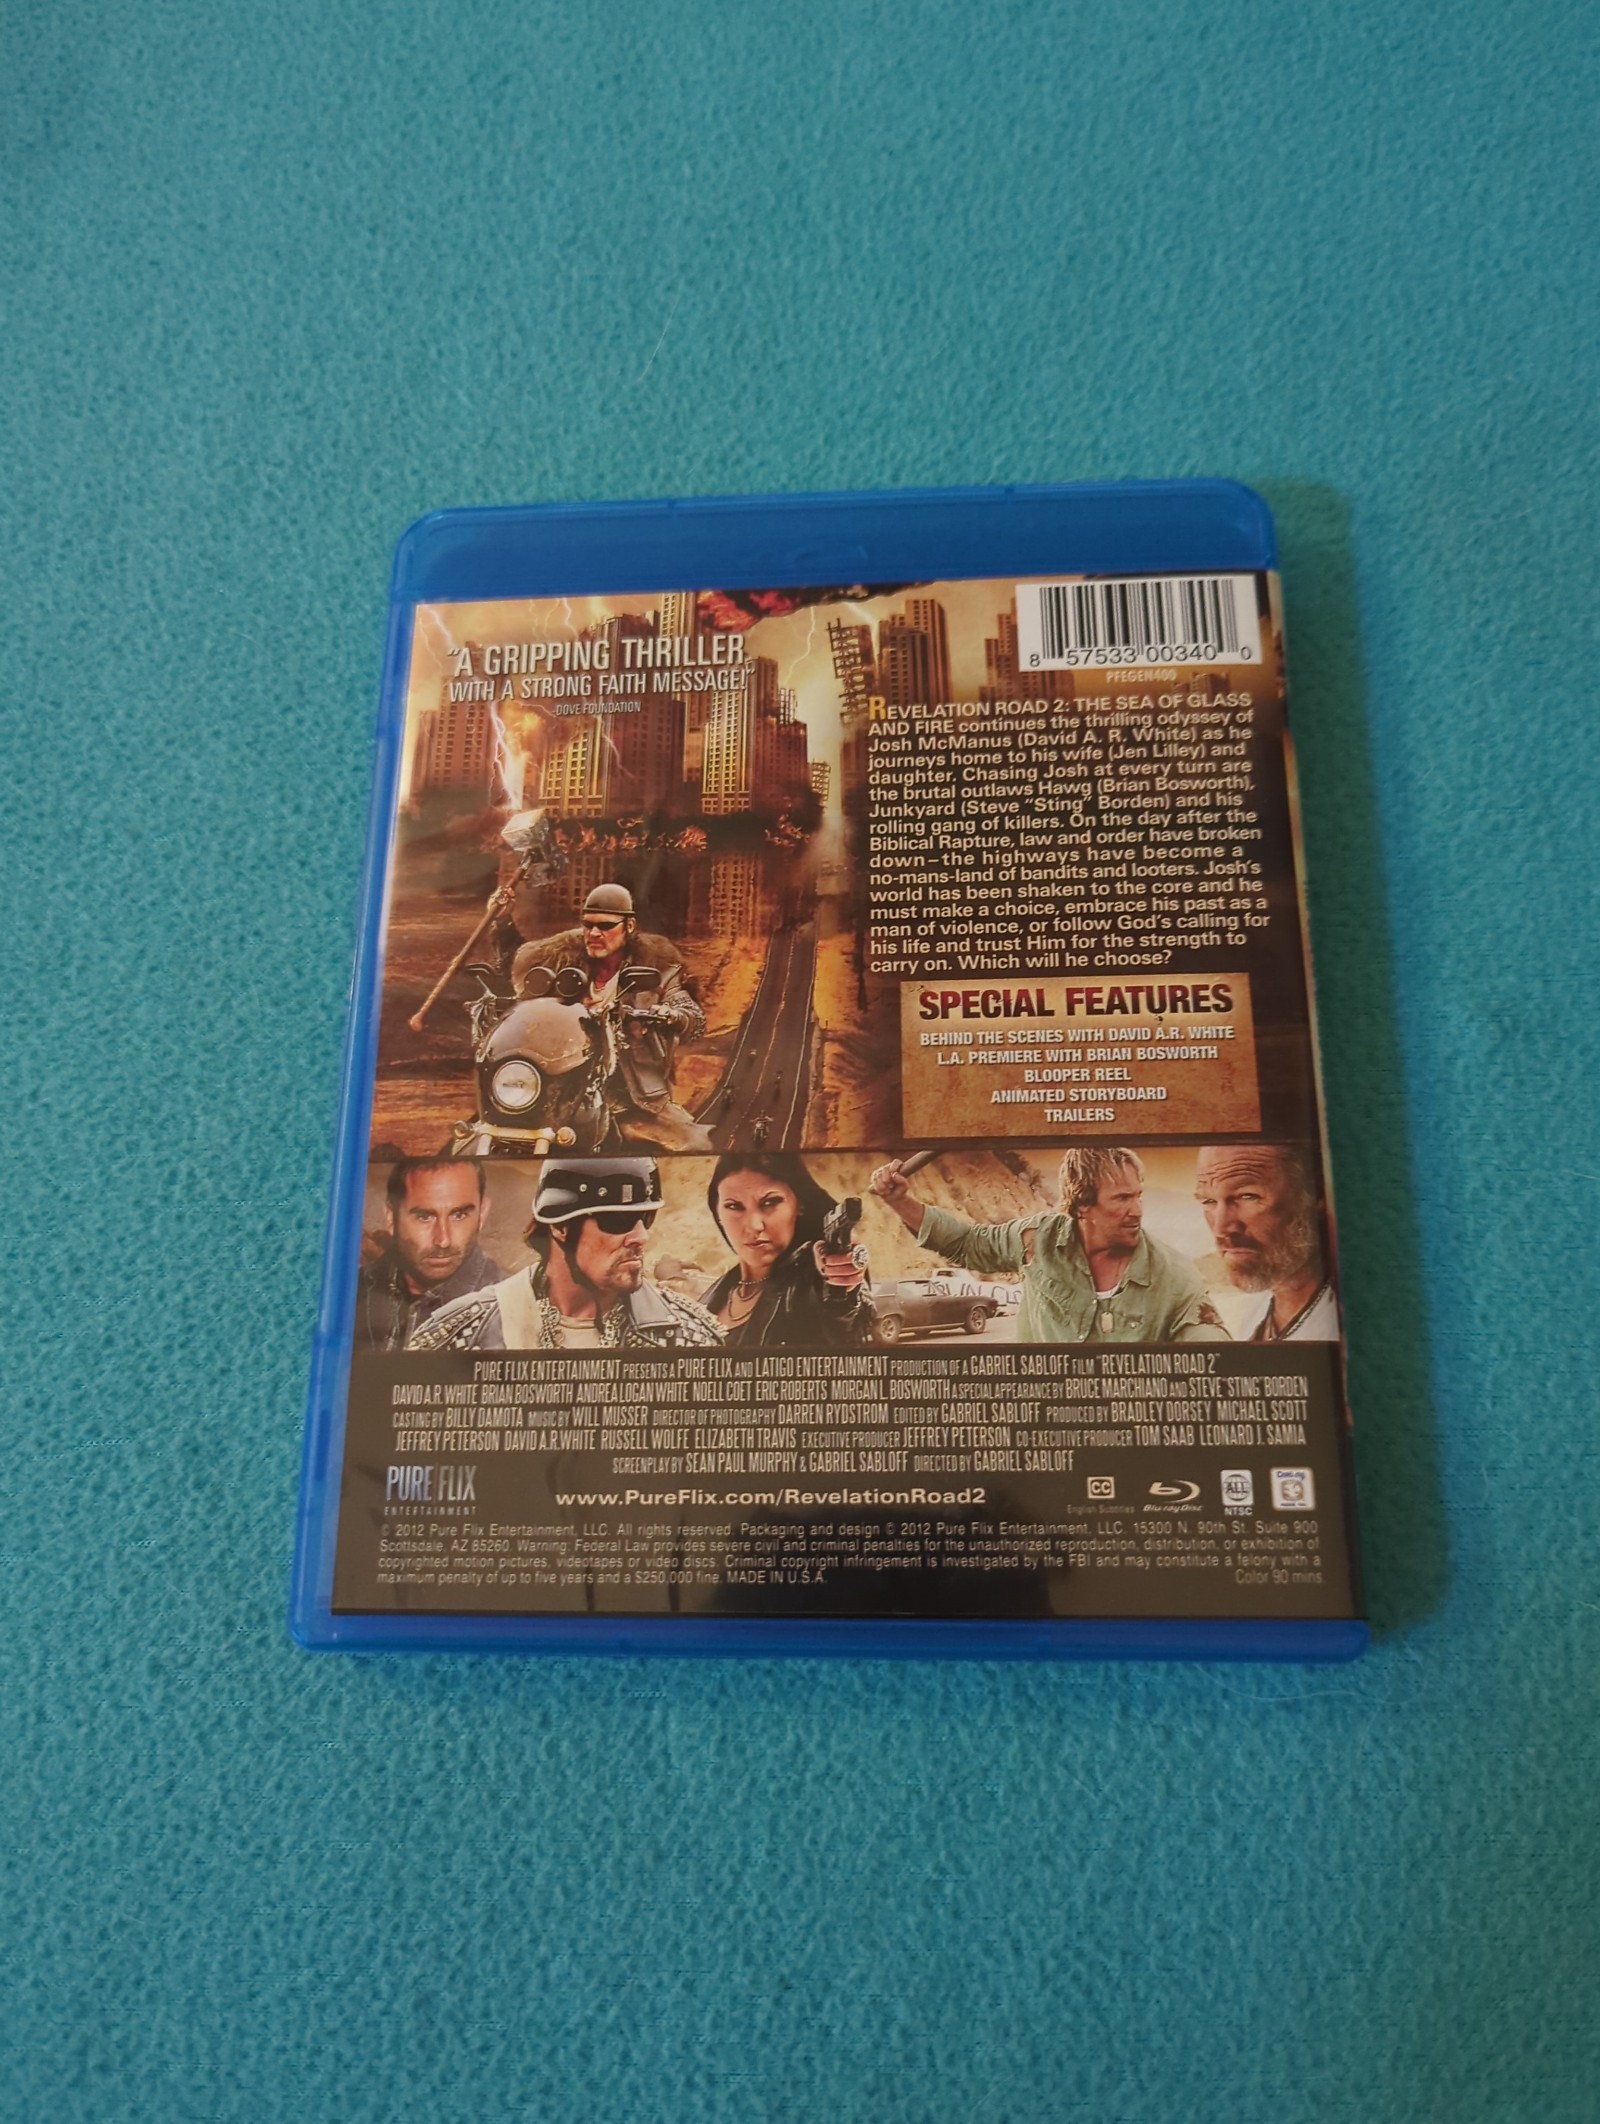 "A GRIPPING THRILLER
WITH A STRONG FAITH MESSAGE!"
-DOVE FOUNDATION
8 57533 00340 0
PFEGEN400
REVELATION ROAD 2: THE SEA OF GLASS
AND FIRE continues the thrilling odyssey of
Josh McManus (David A. R. White) as he
journeys home to his wife (Jen Lilley) and
daughter. Chasing Josh at every turn are
the brutal outlaws Hawg (Brian Bosworth),
Junkyard (Steve "Sting" Borden) and his
rolling gang of killers. On the day after the
Biblical Rapture, law and order have broken
down–the highways have become a
no-mans-land of bandits and looters. Josh's
world has been shaken to the core and he
must make a choice, embrace his past as a
man of violence, or follow God's calling for
his life and trust Him for the strength to
carry on. Which will he choose?
SPECIAL FEATURES
BEHIND THE SCENES WITH DAVID A.R. WHITE
L.A. PREMIERE WITH BRIAN BOSWORTH
BLOOPER REEL
ANIMATED STORYBOARD
TRAILERS
PURE FLIX ENTERTAINMENT PRESENTS A PURE FLIX AND LATIGO ENTERTAINMENT PRODUCTION OF A GABRIEL SABLOFF FILM "REVELATION ROAD 2"
DAVID A.R. WHITE BRIAN BOSWORTH ANDREA LOGAN WHITE NOELL COET ERIC ROBERTS MORGAN L. BOSWORTH A SPECIAL APPEARANCE BY BRUCE MARCHIANO AND STEVE "STING" BORDEN
CASTING BY BILLY DAMOTA MUSIC BY WILL MUSSER DIRECTOR OF PHOTOGRAPHY DARREN RYDSTROM EDITED BY GABRIEL SABLOFF PRODUCED BY BRADLEY DORSEY MICHAEL SCOTT
JEFFREY PETERSON DAVID A.R. WHITE RUSSELL WOLFE ELIZABETH TRAVIS EXECUTIVE PRODUCER JEFFREY PETERSON CO-EXECUTIVE PRODUCER TOM SAAB LEONARD J. SAMIA
SCREENPLAY BY SEAN PAUL MURPHY & GABRIEL SABLOFF DIRECTED BY GABRIEL SABLOFF
PURE FLIX
ENTERTAINMENT
www.PureFlix.com/RevelationRoad2
CC
English Subtitles
Blu-ray Disc
ALL
NTSC
© 2012 Pure Flix Entertainment, LLC. All rights reserved. Packaging and design © 2012 Pure Flix Entertainment, LLC. 15300 N. 90th St. Suite 900
Scottsdale, AZ 85260. Warning: Federal Law provides severe civil and criminal penalties for the unauthorized reproduction, distribution, or exhibition of
copyrighted motion pictures, videotapes or video discs. Criminal copyright infringement is investigated by the FBI and may constitute a felony with a
maximum penalty of up to five years and a $250,000 fine. MADE IN U.S.A.
Color 90 mins.